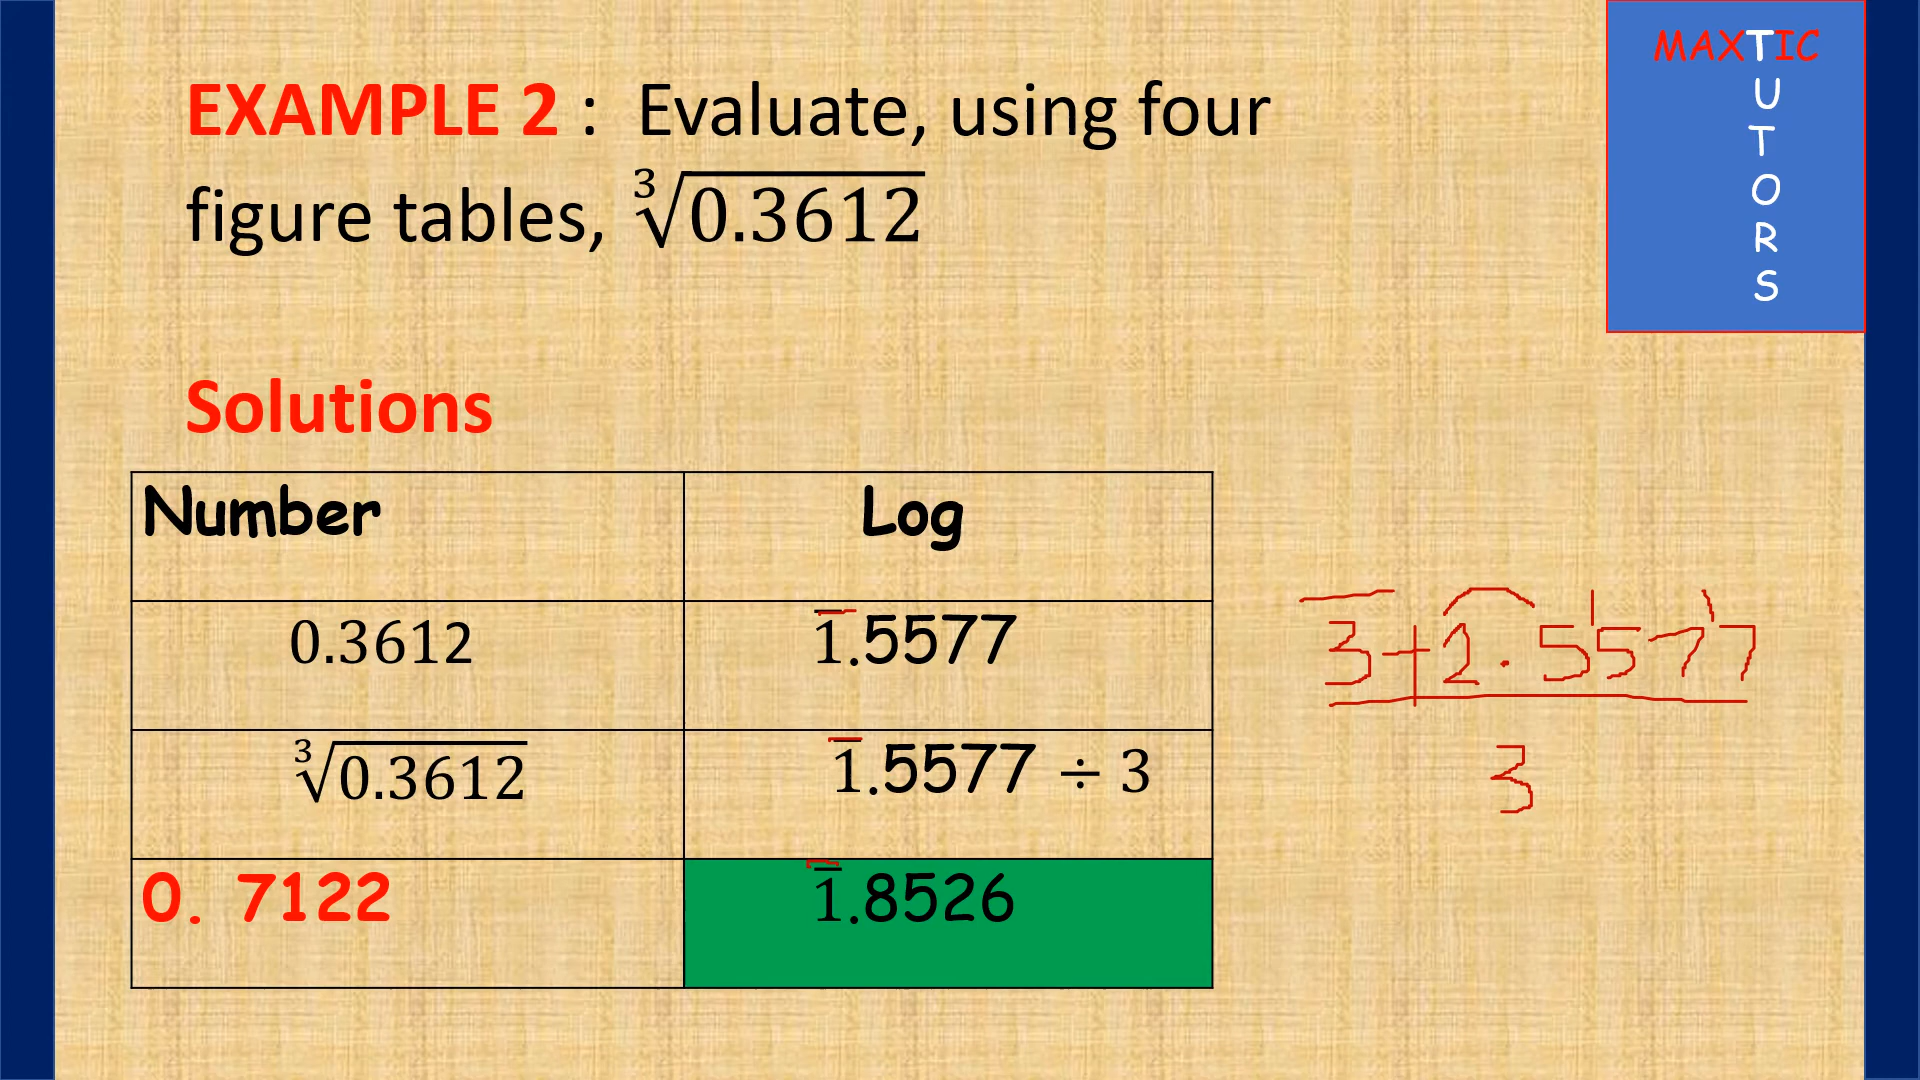 EXAMPLE 2 : Evaluate, using four
figure tables, ∛0.3612
MAXTIC
T
U
T
O
R
S
Solutions
Number Log
0.3612 1̅.5577
∛0.3612 1̅.5577 ÷ 3
0. 7122 1̅.8526
3̅ + 2.5577
3